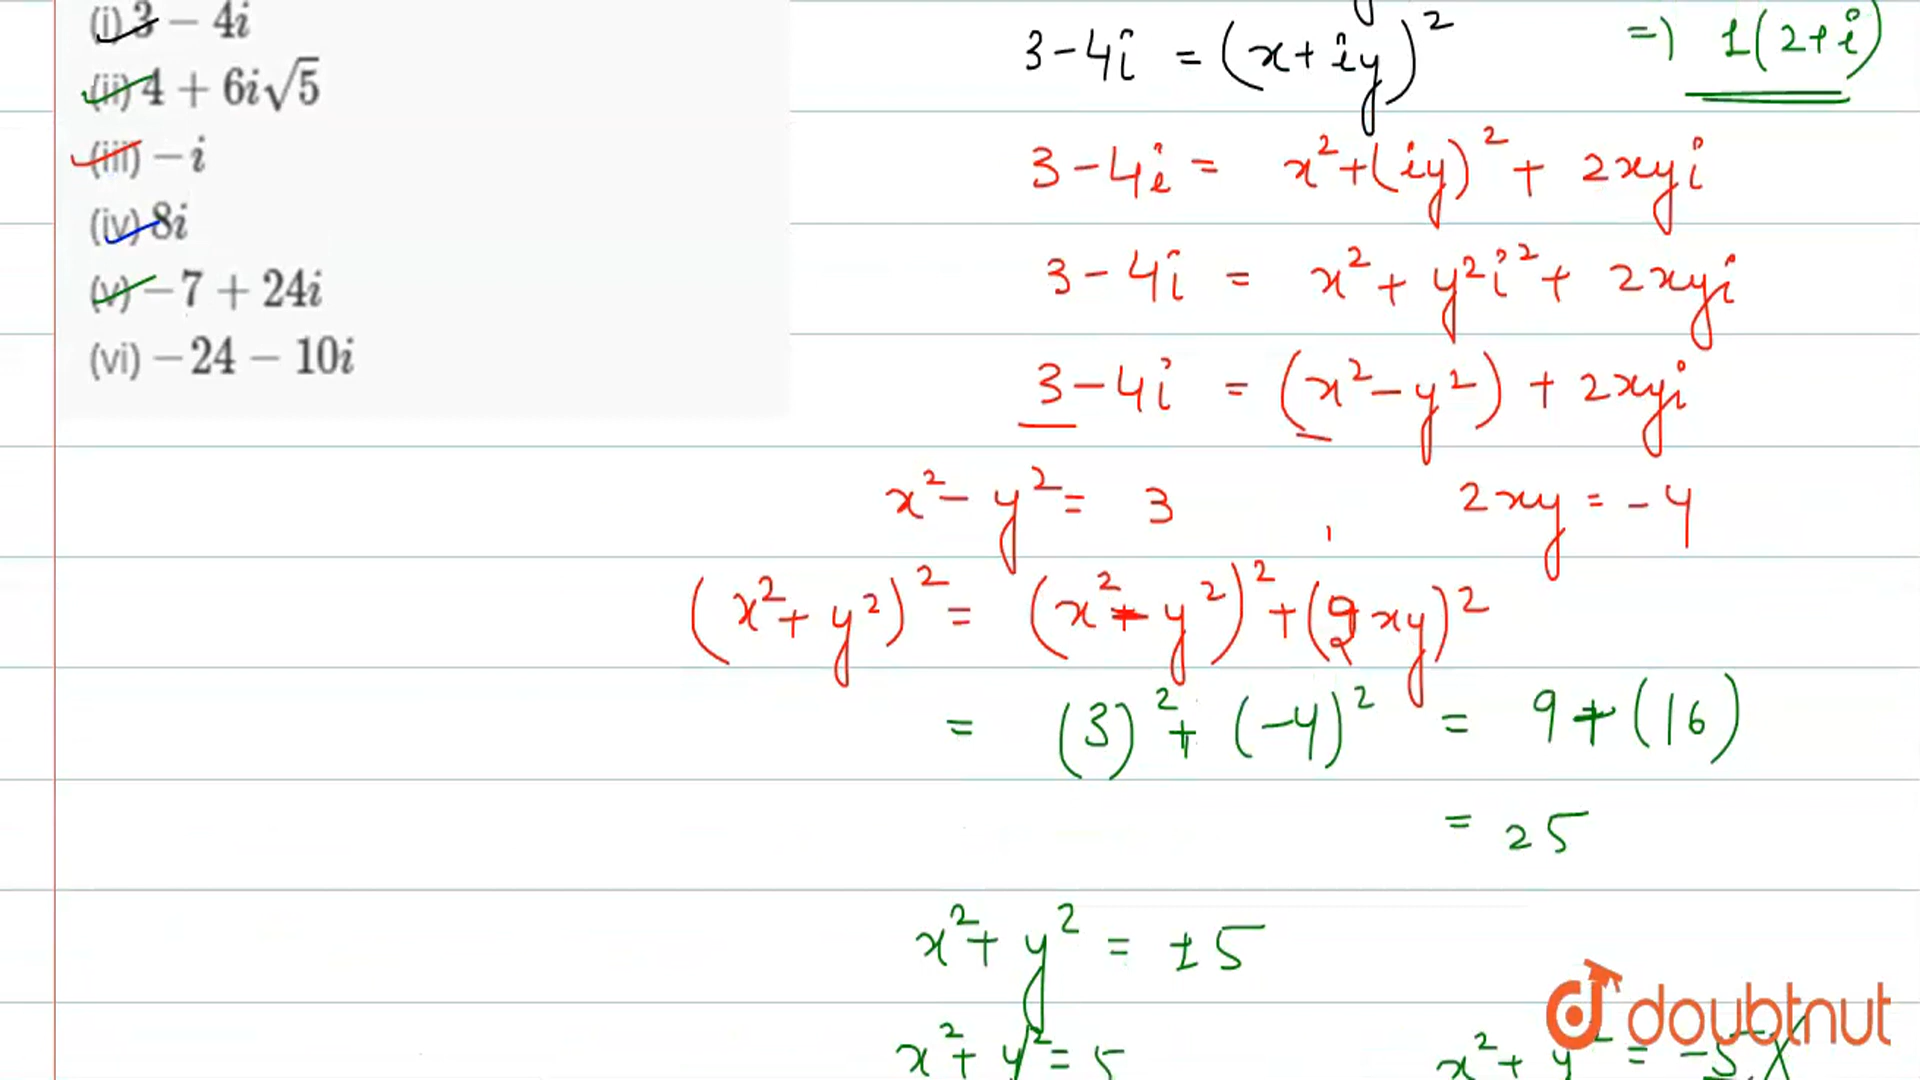 (i) 3 − 4i
(ii) 4 + 6i√5
(iii) −i
(iv) 8i
(v) −7 + 24i
(vi) −24 − 10i
3-4i = (x+iy)²
=) 1(2+i)
3-4i = x²+(iy)²+ 2xyi
3-4i = x²+ y²i²+ 2xyi
3-4i = (x²-y²) + 2xyi
x²- y² = 3 , 2xy = -4
(x²+y²)² = (x²-y²)²+(2xy)²
= (3)²+ (-4)² = 9+(16)
= 25
x²+ y² = ±5
x²+ y² = 5 x²+ y² = -5 X
doubtnut